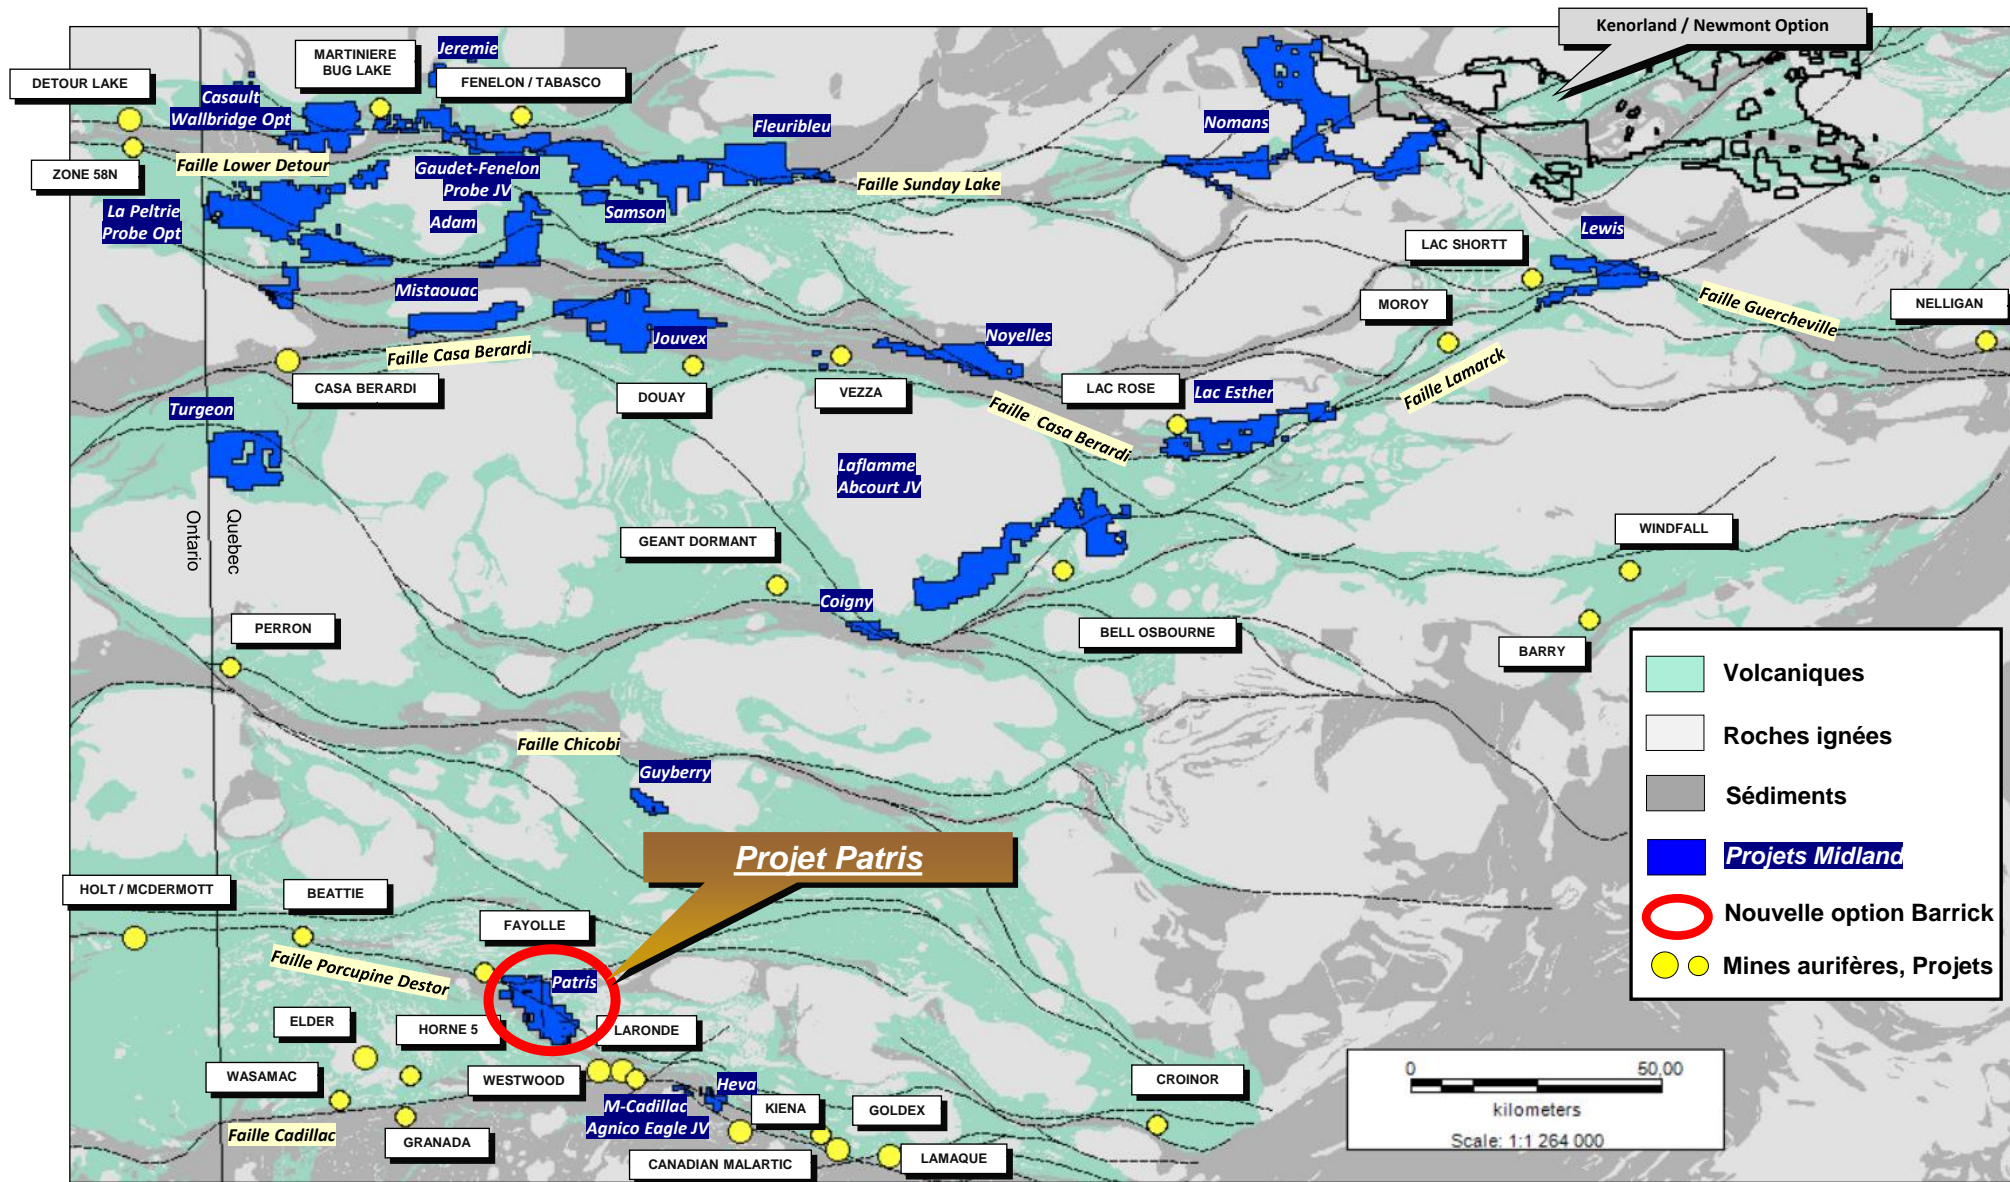 Kenorland / Newmont Option
Jeremie
MARTINIERE
BUG LAKE
DETOUR LAKE
FENELON / TABASCO
Casault
Wallbridge Opt
Fleuribleu
Nomans
ZONE 58N
Faille Lower Detour
Gaudet-Fenelon
Probe JV
Faille Sunday Lake
La Peltrie
Probe Opt
Adam
Samson
Lewis
LAC SHORTT
Mistaouac
MOROY
Faille Guercheville
NELLIGAN
Jouvex
Noyelles
Faille Casa Berardi
CASA BERARDI
DOUAY
VEZZA
LAC ROSE
Lac Esther
Faille Lamarck
Turgeon
Faille Casa Berardi
Laflamme
Abcourt JV
Ontario
Quebec
GEANT DORMANT
WINDFALL
Coigny
PERRON
BELL OSBOURNE
BARRY
Volcaniques
Roches ignées
Sédiments
Projets Midland
Nouvelle option Barrick
Mines aurifères, Projets
Faille Chicobi
Guyberry
Projet Patris
HOLT / MCDERMOTT
BEATTIE
FAYOLLE
Faille Porcupine Destor
Patris
ELDER
HORNE 5
LARONDE
WASAMAC
WESTWOOD
Heva
CROINOR
M-Cadillac
Agnico Eagle JV
KIENA
GOLDEX
Faille Cadillac
GRANADA
CANADIAN MALARTIC
LAMAQUE
0 50,00
kilometers
Scale: 1:1 264 000